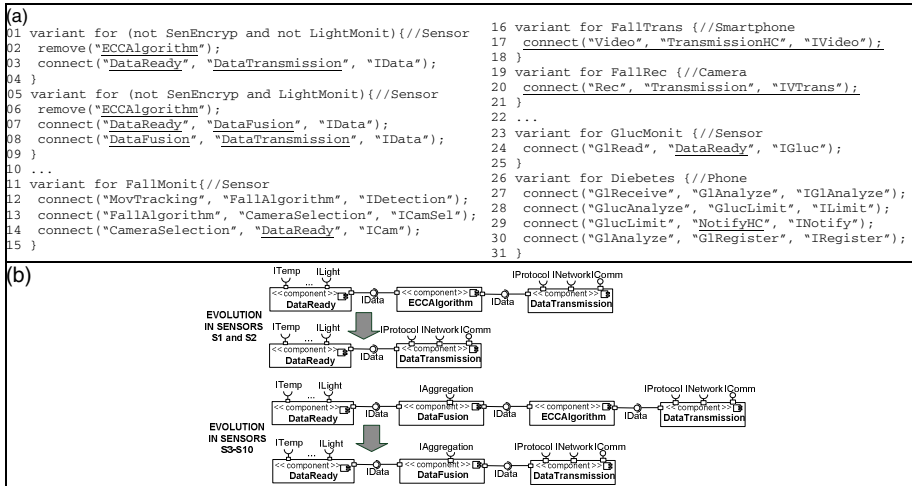 (a)
01 variant for (not SenEncryp and not LightMonit){//Sensor
02 remove("ECCAlgorithm");
03 connect("DataReady", "DataTransmission", "IData");
04 }
05 variant for (not SenEncryp and LightMonit){//Sensor
06 remove("ECCAlgorithm");
07 connect("DataReady", "DataFusion", "IData");
08 connect("DataFusion", "DataTransmission", "IData");
09 }
10 ...
11 variant for FallMonit{//Sensor
12 connect("MovTracking", "FallAlgorithm", "IDetection");
13 connect("FallAlgorithm", "CameraSelection", "ICamSel");
14 connect("CameraSelection", "DataReady", "ICam");
15 }
16 variant for FallTrans {//Smartphone
17 connect("Video", "TransmissionHC", "IVideo");
18 }
19 variant for FallRec {//Camera
20 connect("Rec", "Transmission", "IVTrans");
21 }
22 ...
23 variant for GlucMonit {//Sensor
24 connect("GlRead", "DataReady", "IGluc");
25 }
26 variant for Diabetes {//Phone
27 connect("GlReceive", "GlAnalyze", "IGlAnalyze");
28 connect("GlucAnalyze", "GlucLimit", "ILimit");
29 connect("GlucLimit", "NotifyHC", "INotify");
30 connect("GlAnalyze", "GlRegister", "IRegister");
31 }
(b)
ITemp ... ILight
IProtocol INetwork IComm
<< component >> << component >> << component >>
DataReady IData ECCAlgorithm IData DataTransmission
EVOLUTION
IN SENSORS
S1 and S2
ITemp ... ILight
IProtocol INetwork IComm
<< component >> << component >>
DataReady IData DataTransmission
ITemp ... ILight
IAggregation
IProtocol INetwork IComm
<< component >> << component >> << component >> << component >>
DataReady IData DataFusion IData ECCAlgorithm IData DataTransmission
EVOLUTION
IN SENSORS
S3-S10
ITemp ... ILight
IAggregation
IProtocol INetwork IComm
<< component >> << component >> << component >>
DataReady IData DataFusion IData DataTransmission